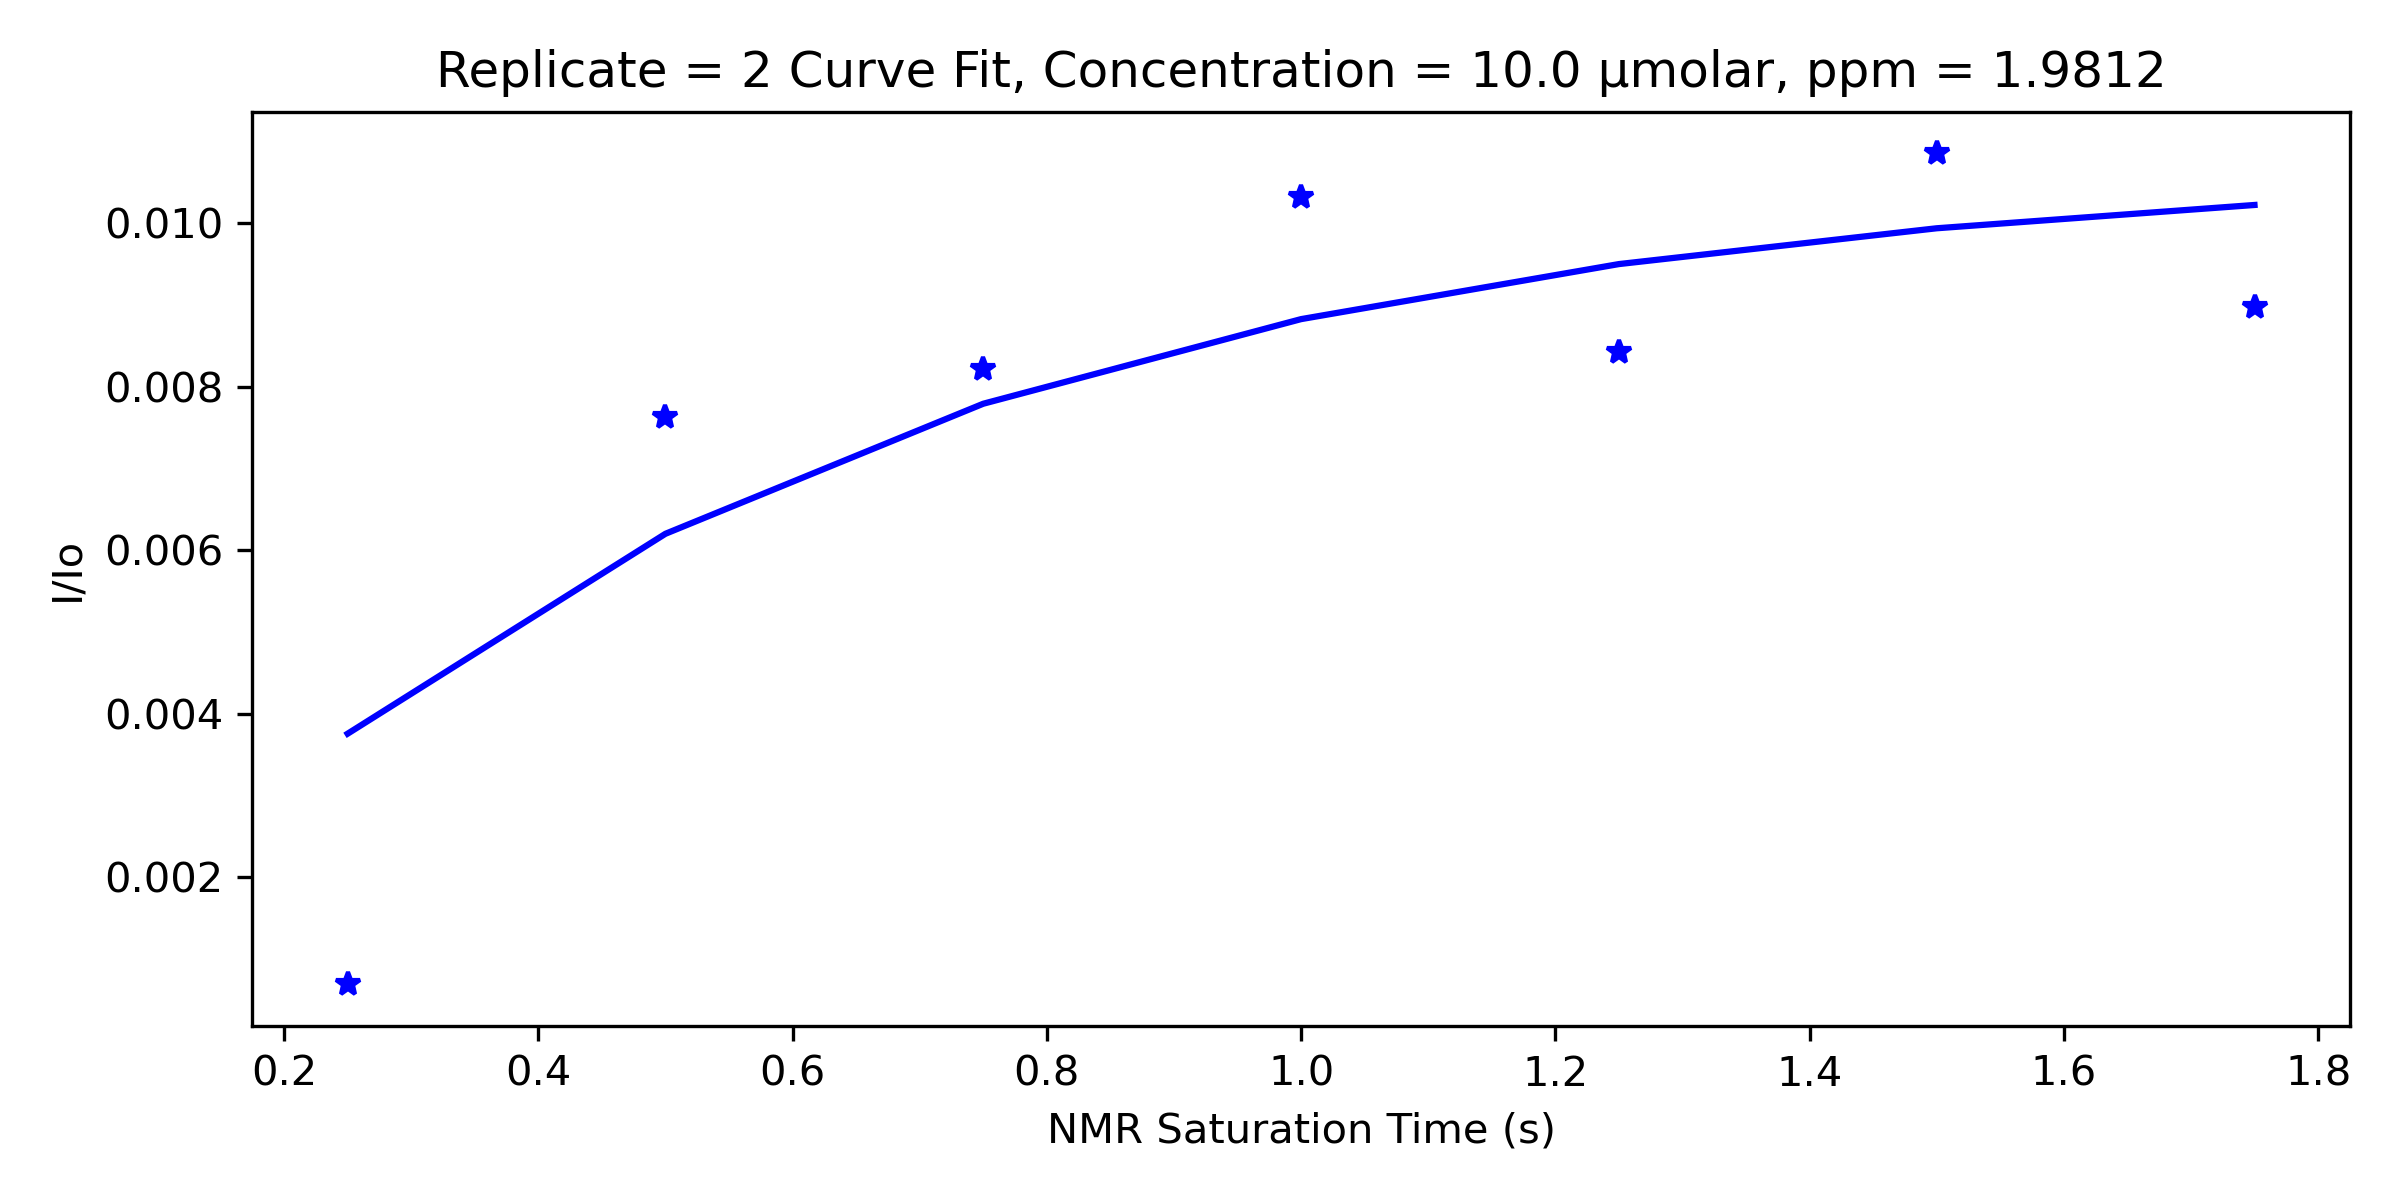 Replicate = 2 Curve Fit, Concentration = 10.0 μmolar, ppm = 1.9812
I/Io
0.010
0.008
0.006
0.004
0.002
0.2 0.4 0.6 0.8 1.0 1.2 1.4 1.6 1.8
NMR Saturation Time (s)